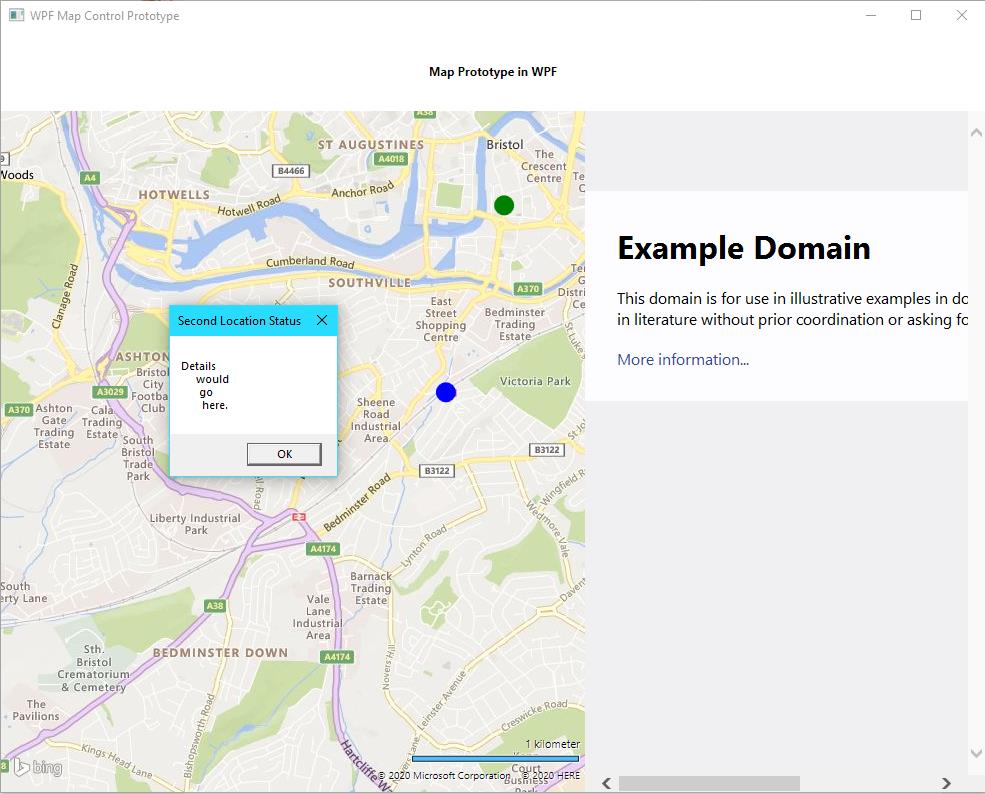 WPF Map Control Prototype
Map Prototype in WPF
A38
ST AUGUSTINES
Bristol
A4018
The
Crescent
Centre
B4466
Woods
A4
Anchor Road
HOTWELLS
Hotwell Road
Cumberland Road
SOUTHVILLE
A370
Clanage Road
East
Street
Shopping
Centre
Bedminster
Trading
Estate
Second Location Status
Details
would
go
here.
OK
ASHTON
Bristol
City
Club
A3029
A370
Ashton
Gate
Trading
Estate
Trading
Estate
South
Bristol
Trade
Park
Victoria Park
Sheene
Road
Industrial
Area
B3122
B3122
Bedminster Road
Wingfield
Wedmore Vale
Liberty Industrial
Park
A4174
Lynton Road
Barnack
Trading
Estate
South
erty Lane
A38
Vale
Lane
Industrial
Area
BEDMINSTER DOWN
A4174
Sth.
Bristol
Crematorium
& Cemetery
Novers Hill
Leinster Avenue
Creswicke Road
The
Pavilions
Bishopsworth Road
Kings Head Lane
Hartcliffe
Court
Business
Park
1 kilometer
bing
© 2020 Microsoft Corporation © 2020 HERE
Example Domain
This domain is for use in illustrative examples in do
in literature without prior coordination or asking fo
More information...